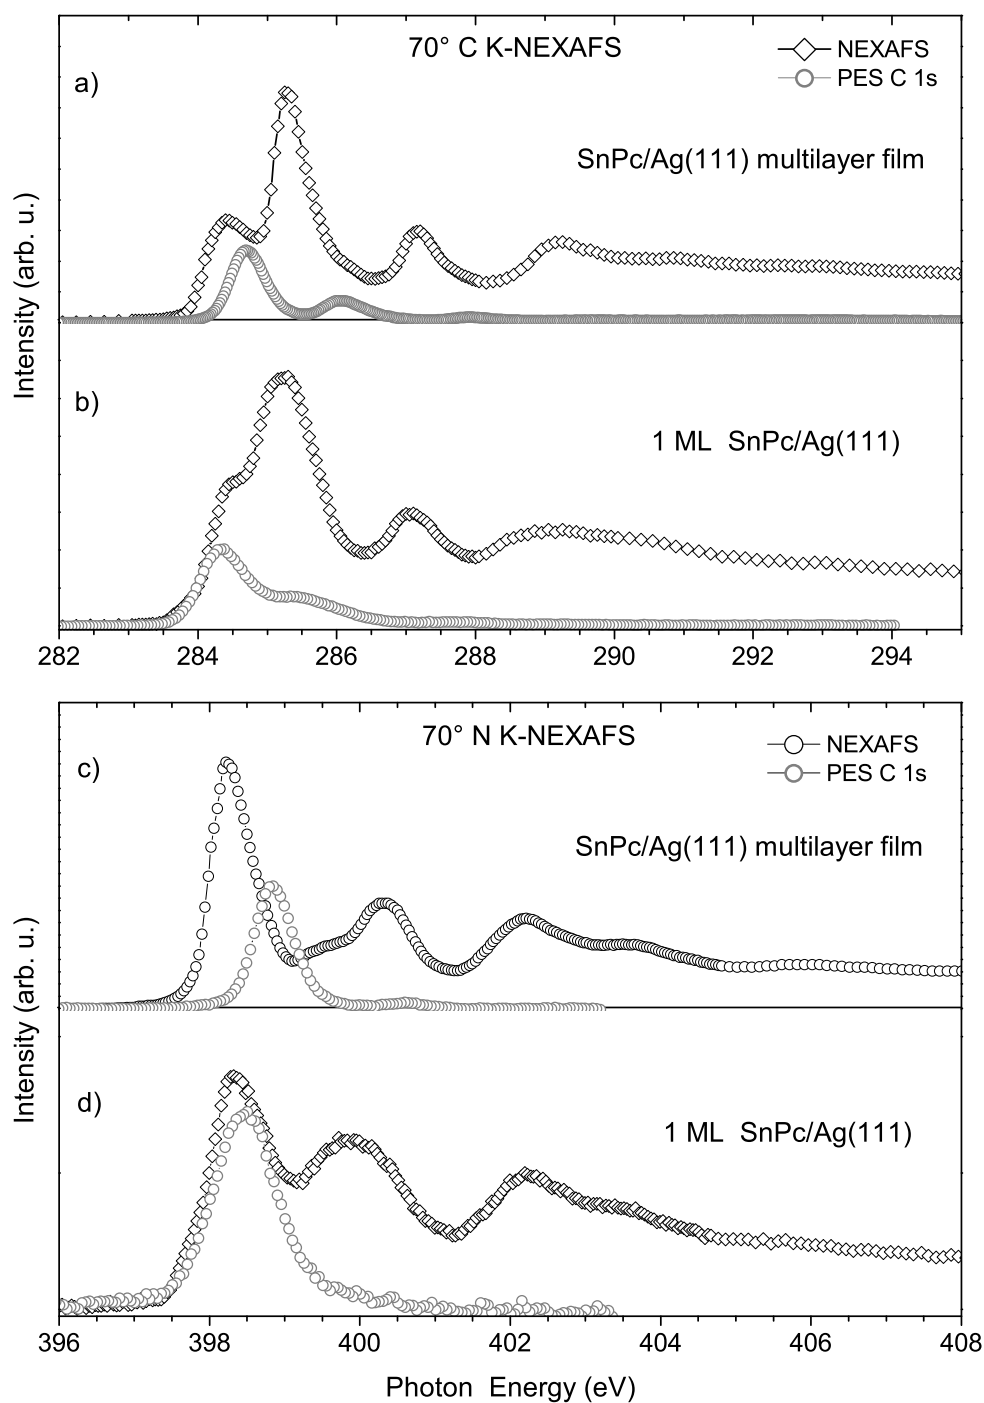 70° C K-NEXAFS
NEXAFS
PES C 1s
a)
SnPc/Ag(111) multilayer film
Intensity (arb. u.)
b)
1 ML SnPc/Ag(111)
282 284 286 288 290 292 294
70° N K-NEXAFS
NEXAFS
PES C 1s
c)
SnPc/Ag(111) multilayer film
Intensity (arb. u.)
d)
1 ML SnPc/Ag(111)
396 398 400 402 404 406 408
Photon Energy (eV)